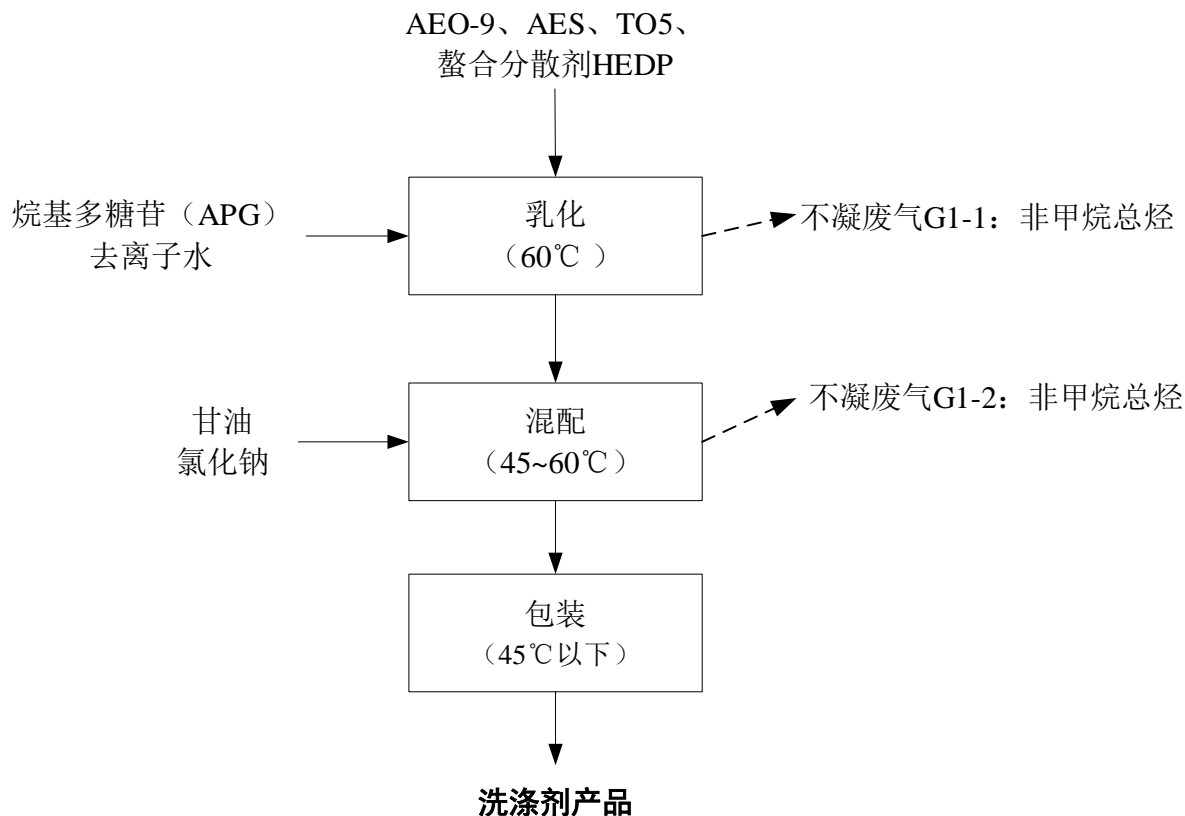 AEO-9、AES、TO5、
螯合分散剂HEDP
烷基多糖苷（APG）
去离子水
乳化
（60℃ ）
不凝废气G1-1：非甲烷总烃
甘油
氯化钠
混配
（45~60℃）
不凝废气G1-2：非甲烷总烃
包装
（45℃以下）
洗涤剂产品